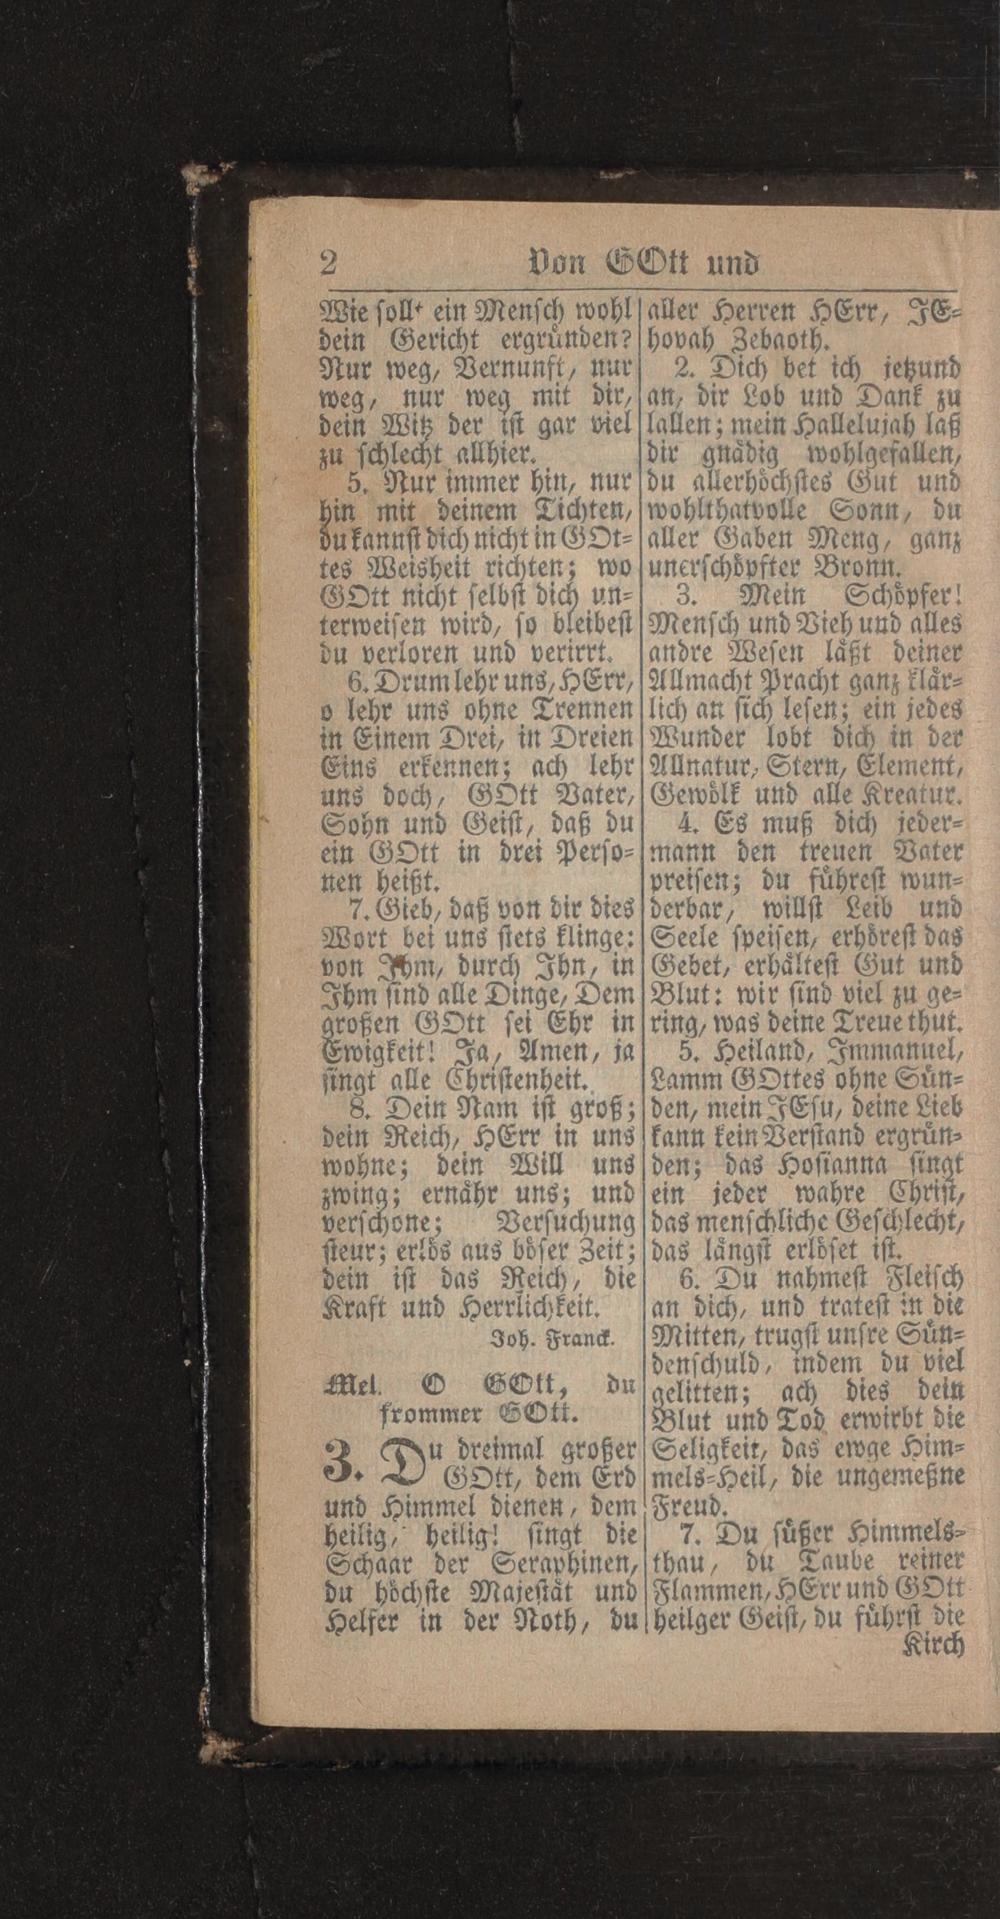 2 Von GOtt und
Wie sollt ein Mensch wohl
dein Gericht ergründen?
Nur weg, Vernunft, nur
weg, nur weg mit dir,
dein Witz der ist gar viel
zu schlecht allhier.
5. Nur immer hin, nur
hin mit deinem Tichten,
du kannst dich nicht in GOt-
tes Weisheit richten; wo
GOtt nicht selbst dich un-
terweisen wird, so bleibest
du verloren und verirrt.
6. Drum lehr uns, HErr,
o lehr uns ohne Trennen
in Einem Drei, in Dreien
Eins erkennen; ach lehr
uns doch, GOtt Vater,
Sohn und Geist, daß du
ein GOtt in drei Perso-
nen heißt.
7. Gieb, daß von dir dies
Wort bei uns stets klinge:
von Ihm, durch Ihn, in
Ihm sind alle Dinge, Dem
großen GOtt sei Ehr in
Ewigkeit! Ja, Amen, ja
singt alle Christenheit.
8. Dein Nam ist groß;
dein Reich, HErr in uns
wohne; dein Will uns
zwing; ernähr uns; und
verschone; Versuchung
steur; erlös aus böser Zeit;
dein ist das Reich, die
Kraft und Herrlichkeit.
Joh. Franck.
Mel. O GOtt, du
frommer GOtt.
3. Du dreimal großer
GOtt, dem Erd
und Himmel dienen, dem
heilig, heilig! singt die
Schaar der Seraphinen,
du höchste Majestät und
Helfer in der Noth, du
aller Herren HErr, JE-
hovah Zebaoth.
2. Dich bet ich jetzund
an, dir Lob und Dank zu
lallen; mein Hallelujah laß
dir gnädig wohlgefallen,
du allerhöchstes Gut und
wohlthatvolle Sonn, du
aller Gaben Meng, ganz
unerschöpfter Bronn.
3. Mein Schöpfer!
Mensch und Vieh und alles
andre Wesen läßt deiner
Allmacht Pracht ganz klär-
lich an sich lesen; ein jedes
Wunder lobt dich in der
Allnatur, Stern, Element,
Gewölk und alle Kreatur.
4. Es muß dich jeder-
mann den treuen Vater
preisen; du führest wun-
derbar, willst Leib und
Seele speisen, erhörest das
Gebet, erhältest Gut und
Blut: wir sind viel zu ge-
ring, was deine Treue thut.
5. Heiland, Immanuel,
Lamm GOttes ohne Sün-
den, mein JEsu, deine Lieb
kann kein Verstand ergrün-
den; das Hosianna singt
ein jeder wahre Christ,
das menschliche Geschlecht,
das längst erlöset ist.
6. Du nahmest Fleisch
an dich, und tratest in die
Mitten, trugst unsre Sün-
denschuld, indem du viel
gelitten; ach dies dein
Blut und Tod erwirbt die
Seligkeit, das ewge Him-
mels-Heil, die ungemeßne
Freud.
7. Du süßer Himmels-
thau, du Taube reiner
Flammen, HErr und GOtt
heilger Geist, du führst die
Kirch